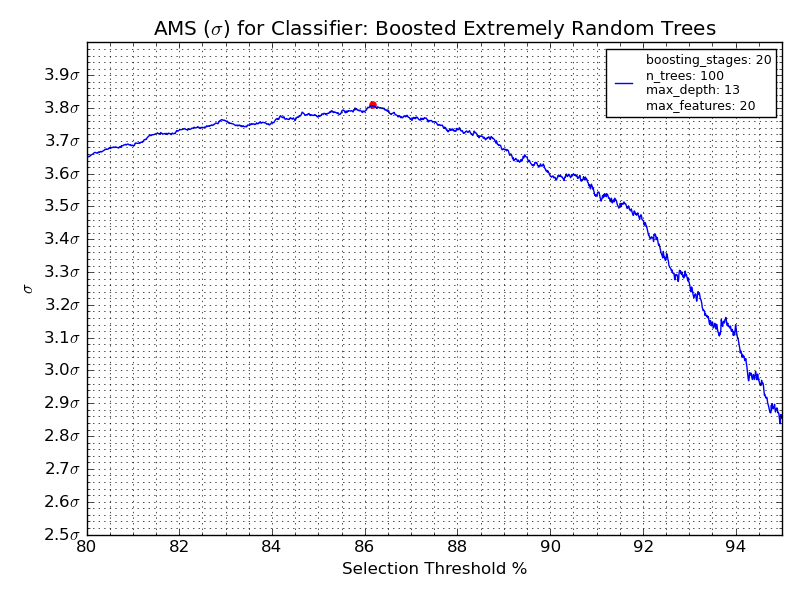 AMS (σ) for Classifier: Boosted Extremely Random Trees
boosting_stages: 20
n_trees: 100
max_depth: 13
max_features: 20
3.9σ
3.8σ
3.7σ
3.6σ
3.5σ
3.4σ
3.3σ
3.2σ
3.1σ
3.0σ
2.9σ
2.8σ
2.7σ
2.6σ
2.5σ
σ
80 82 84 86 88 90 92 94
Selection Threshold %